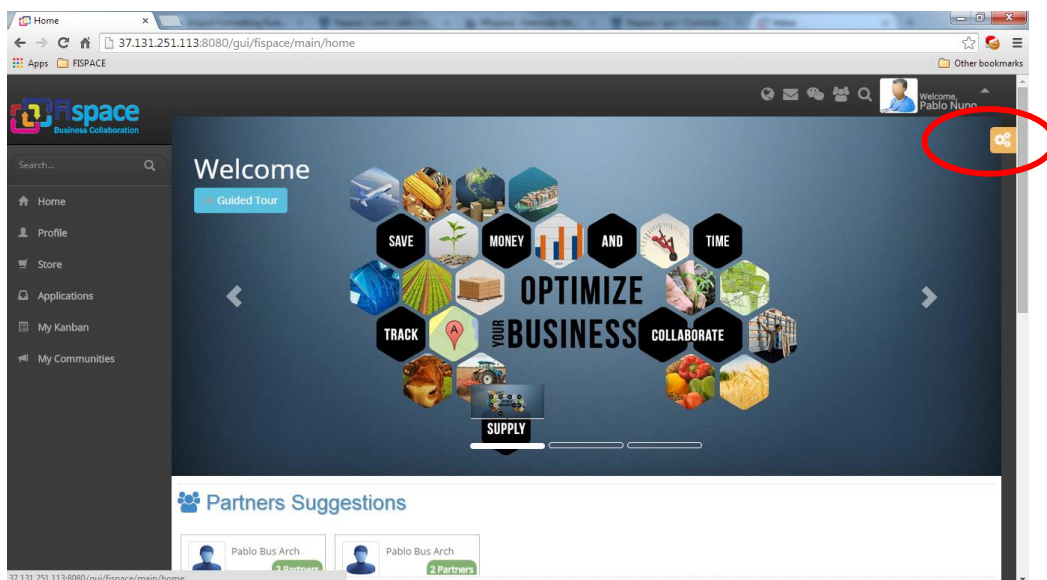 Home
37.131.251.113:8080/gui/fispace/main/home
Apps
FISPACE
Other bookmarks
FIspace
Business Collaboration
Welcome,
Pablo Nuno
Search...
Home
Profile
Store
Applications
My Kanban
My Communities
Welcome
Guided Tour
SAVE
MONEY
AND
TIME
OPTIMIZE
YOUR
BUSINESS
TRACK
A
COLLABORATE
SUPPLY
Partners Suggestions
Pablo Bus Arch
2 Partners
Pablo Bus Arch
2 Partners
37.131.251.113:8080/gui/fispace/main/home